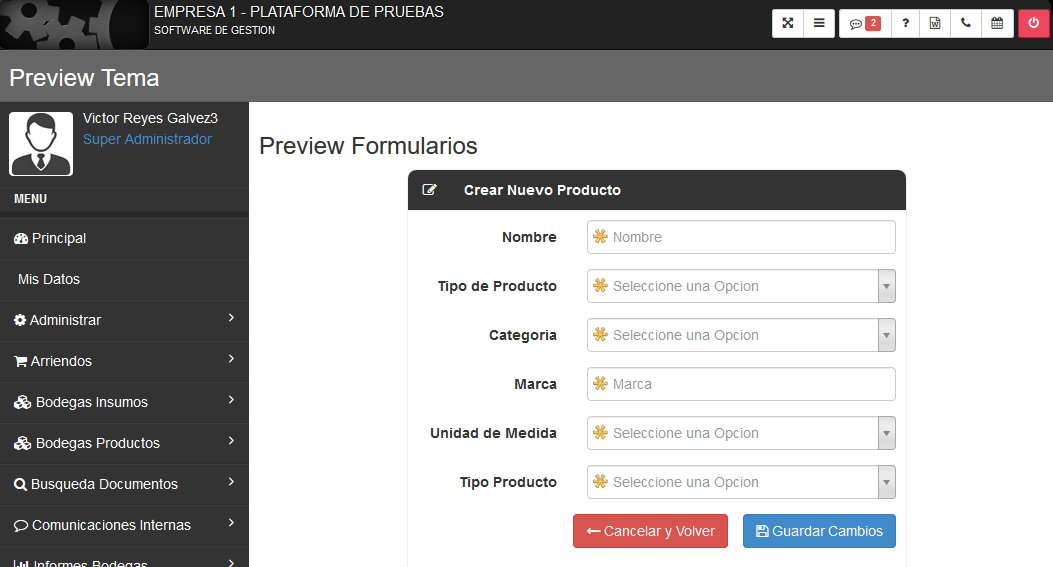 EMPRESA 1 - PLATAFORMA DE PRUEBAS
SOFTWARE DE GESTION
2
?
Preview Tema
Victor Reyes Galvez3
Super Administrador
MENU
Principal
Mis Datos
Administrar
Arriendos
Bodegas Insumos
Bodegas Productos
Busqueda Documentos
Comunicaciones Internas
Informes Bodegas
Preview Formularios
Crear Nuevo Producto
Nombre Nombre
Tipo de Producto Seleccione una Opcion
Categoria Seleccione una Opcion
Marca Marca
Unidad de Medida Seleccione una Opcion
Tipo Producto Seleccione una Opcion
Cancelar y Volver Guardar Cambios